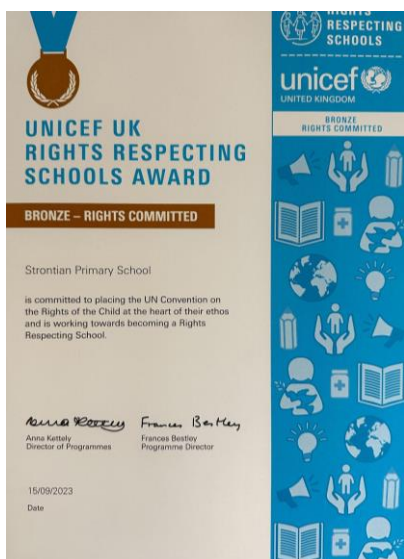 UNICEF UK
RIGHTS RESPECTING
SCHOOLS AWARD
BRONZE – RIGHTS COMMITTED
Strontian Primary School
is committed to placing the UN Convention on
the Rights of the Child at the heart of their ethos
and is working towards becoming a Rights
Respecting School.
Anna Kettely
Frances Bestley
Anna Kettely
Director of Programmes
Frances Bestley
Programme Director
15/09/2023
Date
RIGHTS
RESPECTING
SCHOOLS
unicef
UNITED KINGDOM
BRONZE
RIGHTS COMMITTED